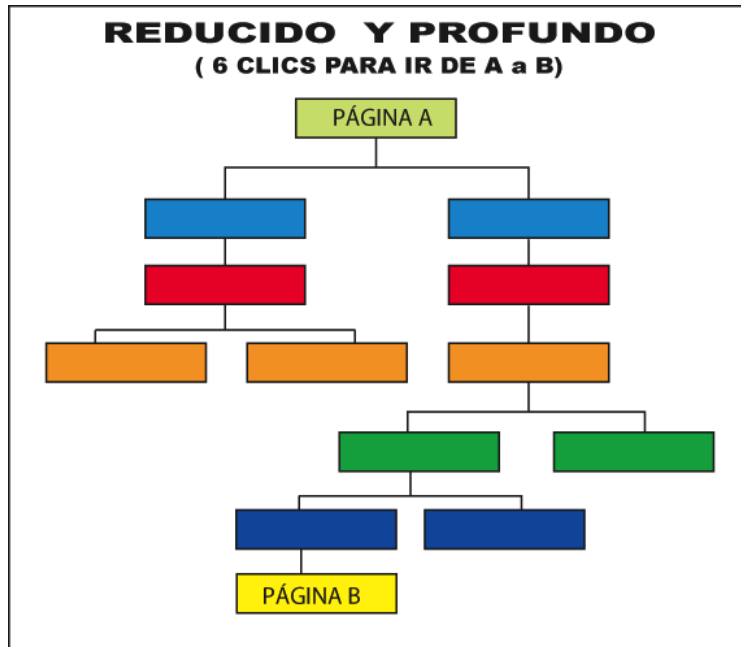 REDUCIDO Y PROFUNDO
( 6 CLICS PARA IR DE A a B)
PÁGINA A
PÁGINA B